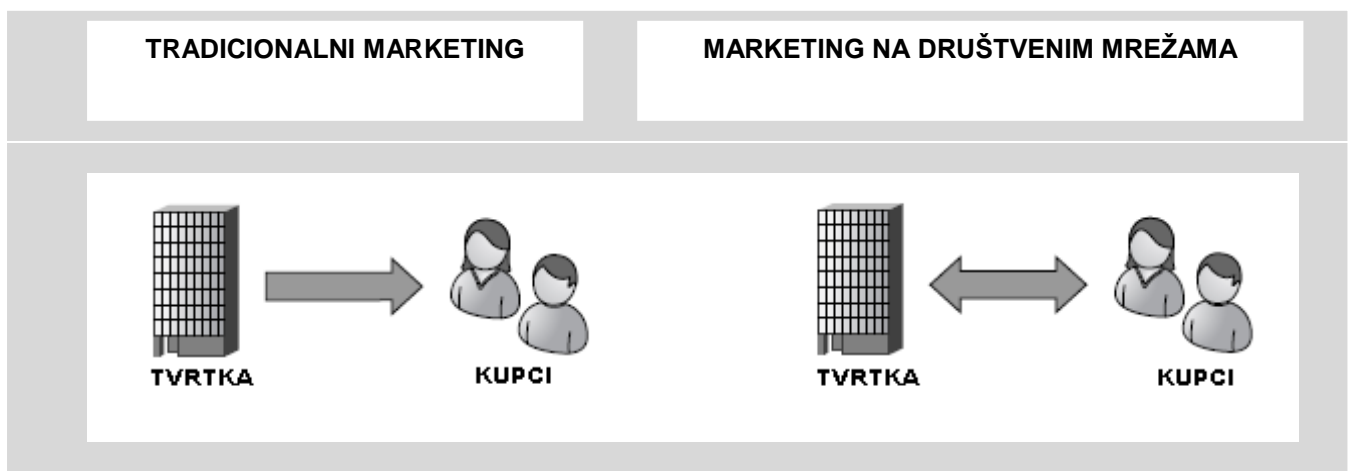 TRADICIONALNI MARKETING
MARKETING NA DRUŠTVENIM MREŽAMA
TVRTKA
KUPCI
TVRTKA
KUPCI